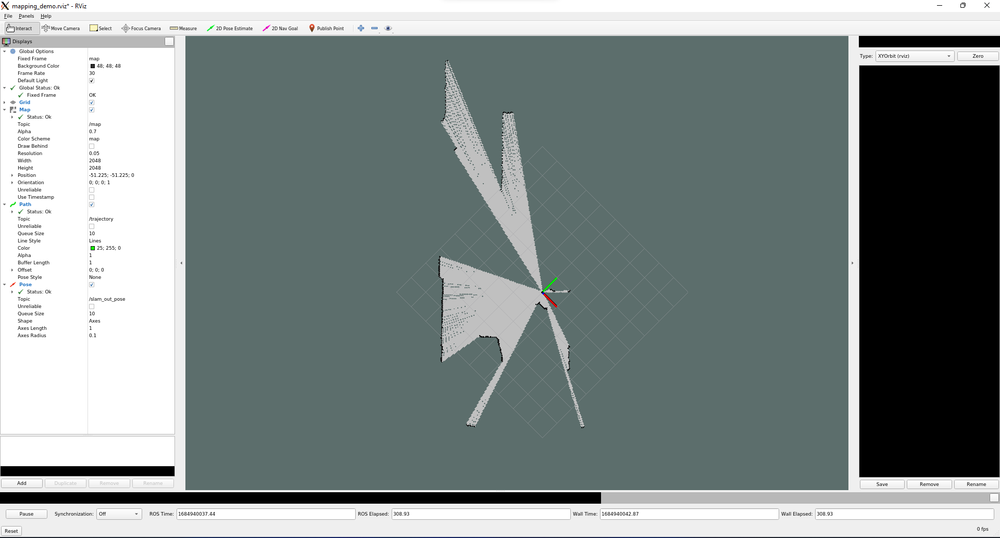 mapping_demo.rviz* - RViz
File Panels Help
Interact Move Camera Select Focus Camera Measure 2D Pose Estimate 2D Nav Goal Publish Point
Displays
Global Options
Fixed Frame map
Background Color 48; 48; 48
Frame Rate 30
Default Light
Global Status: Ok
Fixed Frame OK
Grid
Map
Status: Ok
Topic /map
Alpha 0.7
Color Scheme map
Draw Behind
Resolution 0.05
Width 2048
Height 2048
Position -51.225; -51.225; 0
Orientation 0; 0; 0; 1
Unreliable
Use Timestamp
Path
Status: Ok
Topic /trajectory
Unreliable
Queue Size 10
Line Style Lines
Color 25; 255; 0
Alpha 1
Buffer Length 1
Offset 0; 0; 0
Pose Style None
Pose
Status: Ok
Topic /slam_out_pose
Unreliable
Queue Size 10
Shape Axes
Axes Length 1
Axes Radius 0.1
Add Duplicate Remove Rename
Type: XYOrbit (rviz) Zero
Save Remove Rename
Pause Synchronization: Off ROS Time: 1684940037.44 ROS Elapsed: 308.93 Wall Time: 1684940042.87 Wall Elapsed: 308.93
Reset 0 fps